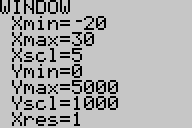 WINDOW
Xmin=-20
Xmax=30
Xscl=5
Ymin=0
Ymax=5000
Yscl=1000
Xres=1